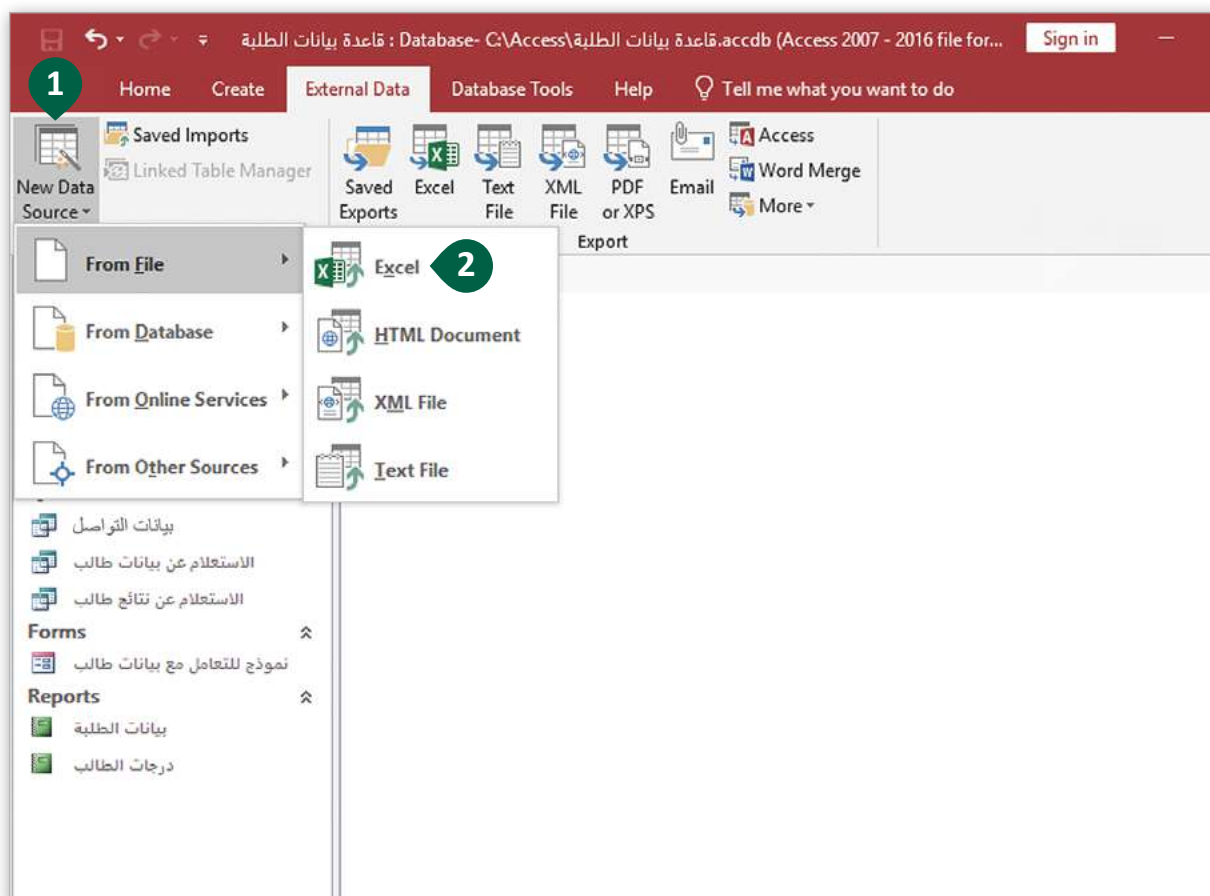 قاعدة بيانات الطلبة : Database- C:\Access\قاعدة بيانات الطلبة.accdb (Access 2007 - 2016 file for... Sign in
1
Home Create External Data Database Tools Help Tell me what you want to do
New Data Source
Saved Imports
Linked Table Manager
Saved Exports
Excel
Text File
XML File
PDF or XPS
Email
Access
Word Merge
More
Export
From File
From Database
From Online Services
From Other Sources
Excel
2
HTML Document
XML File
Text File
بيانات التواصل
الاستعلام عن بيانات طالب
الاستعلام عن نتائج طالب
Forms
نموذج للتعامل مع بيانات طالب
Reports
بيانات الطلبة
درجات الطالب